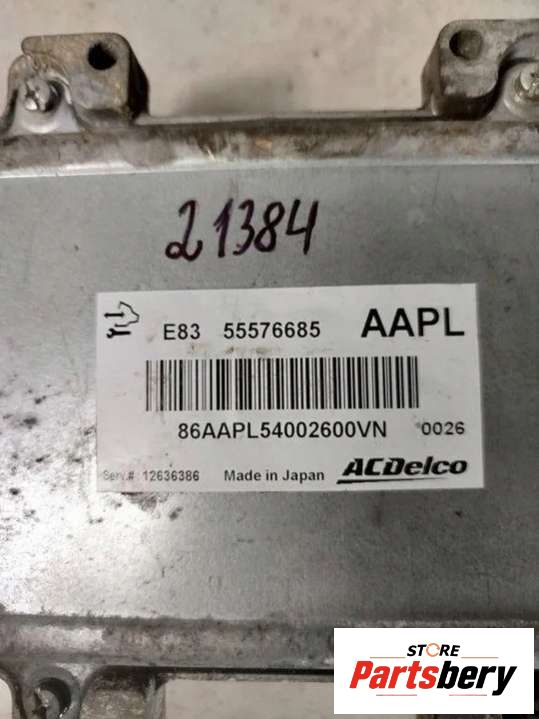 21384
E83 55576685 AAPL
86AAPL54002600VN 0026
Serv.#: 12636386 Made in Japan ACDelco
STORE
Partsbery